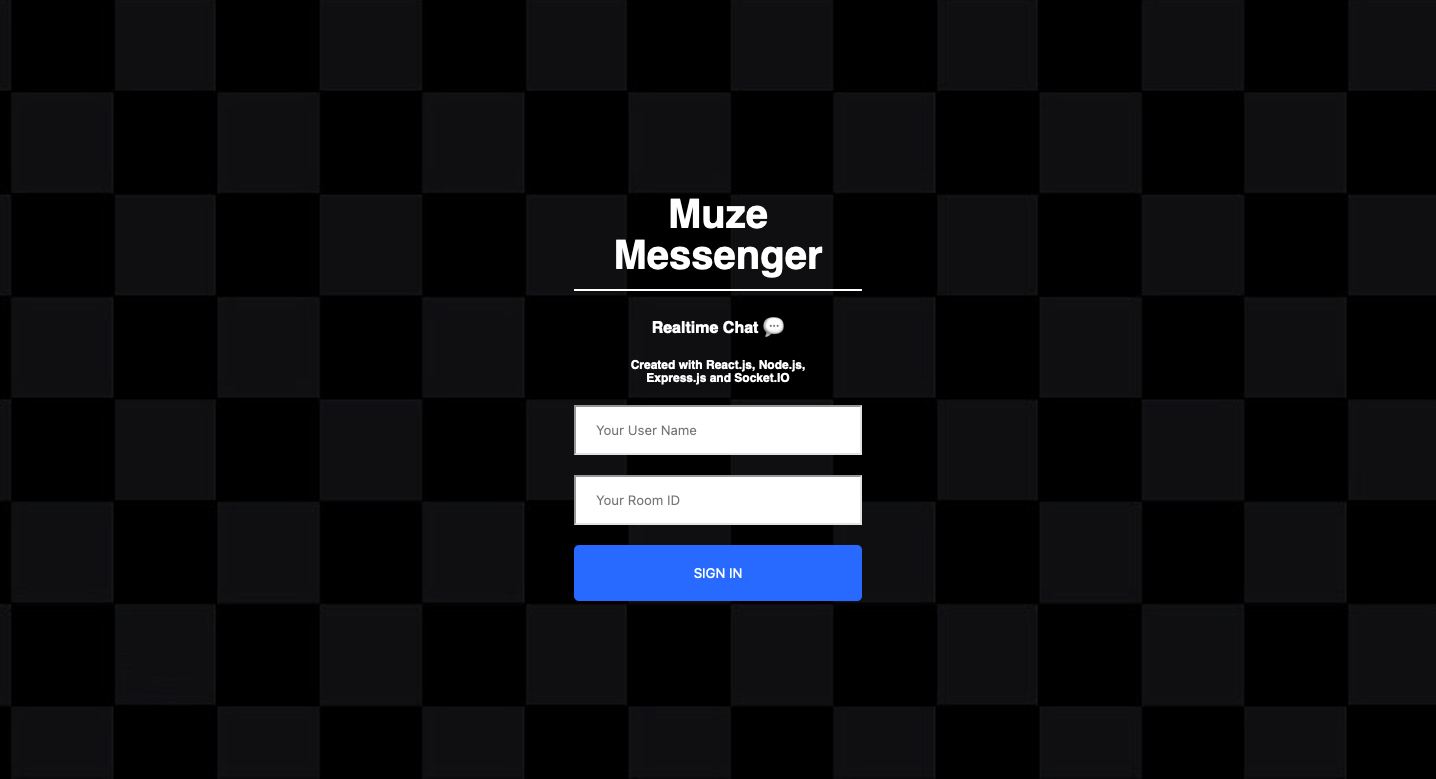 Muze
Messenger
Realtime Chat 💬
Created with React.js, Node.js,
Express.js and Socket.IO
Your User Name
Your Room ID
SIGN IN